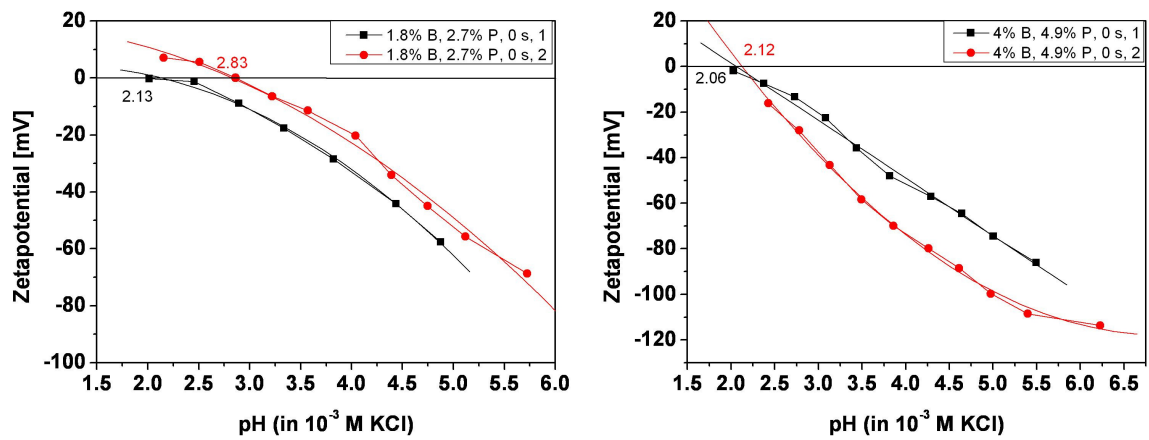 20
0
-20
-40
-60
-80
-100
1.5 2.0 2.5 3.0 3.5 4.0 4.5 5.0 5.5 6.0
Zetapotential [mV]
pH (in 10⁻³ M KCl)
1.8% B, 2.7% P, 0 s, 1
1.8% B, 2.7% P, 0 s, 2
2.83
2.13
20
0
-20
-40
-60
-80
-100
-120
1.5 2.0 2.5 3.0 3.5 4.0 4.5 5.0 5.5 6.0 6.5
Zetapotential [mV]
pH (in 10⁻³ M KCl)
4% B, 4.9% P, 0 s, 1
4% B, 4.9% P, 0 s, 2
2.12
2.06